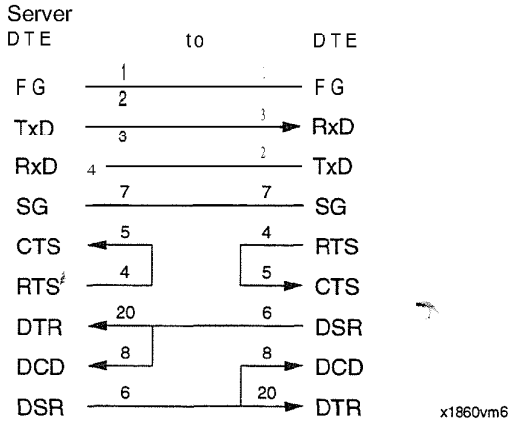 Server
DTE to DTE
1
FG FG
2
TxD 3 RxD
3
RxD 4 2 TxD
SG 7 7 SG
CTS 5 4 RTS
RTS 4 5 CTS
DTR 20 6 DSR
DCD 8 8 DCD
DSR 6 20 DTR
x1860vm6